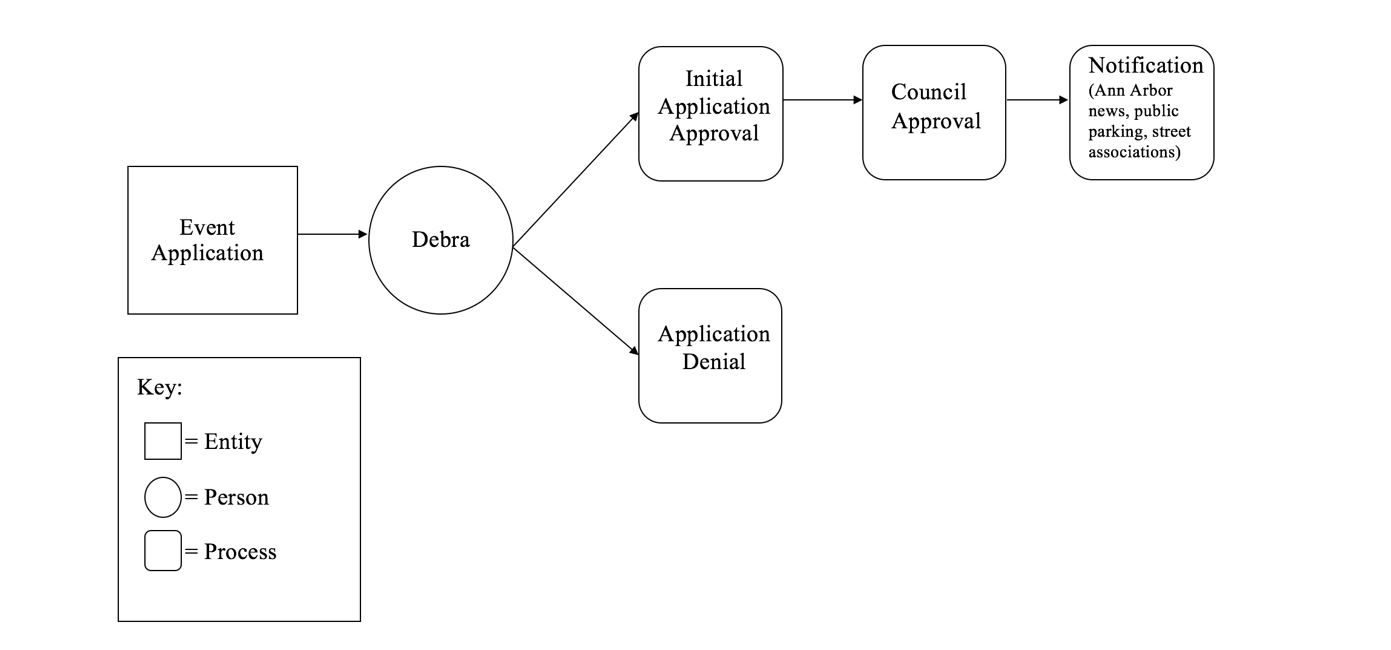 Event
Application
Debra
Initial
Application
Approval
Council
Approval
Notification
(Ann Arbor
news, public
parking, street
associations)
Application
Denial
Key:
= Entity
= Person
= Process